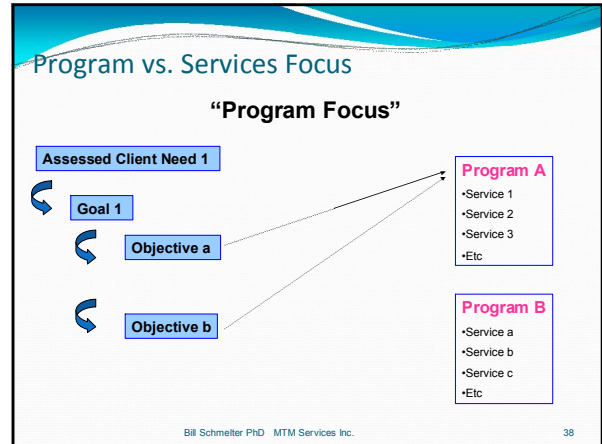 Program vs. Services Focus
“Program Focus”
Assessed Client Need 1
Goal 1
Objective a
Objective b
Program A
•Service 1
•Service 2
•Service 3
•Etc
Program B
•Service a
•Service b
•Service c
•Etc
Bill Schmelter PhD MTM Services Inc.
38